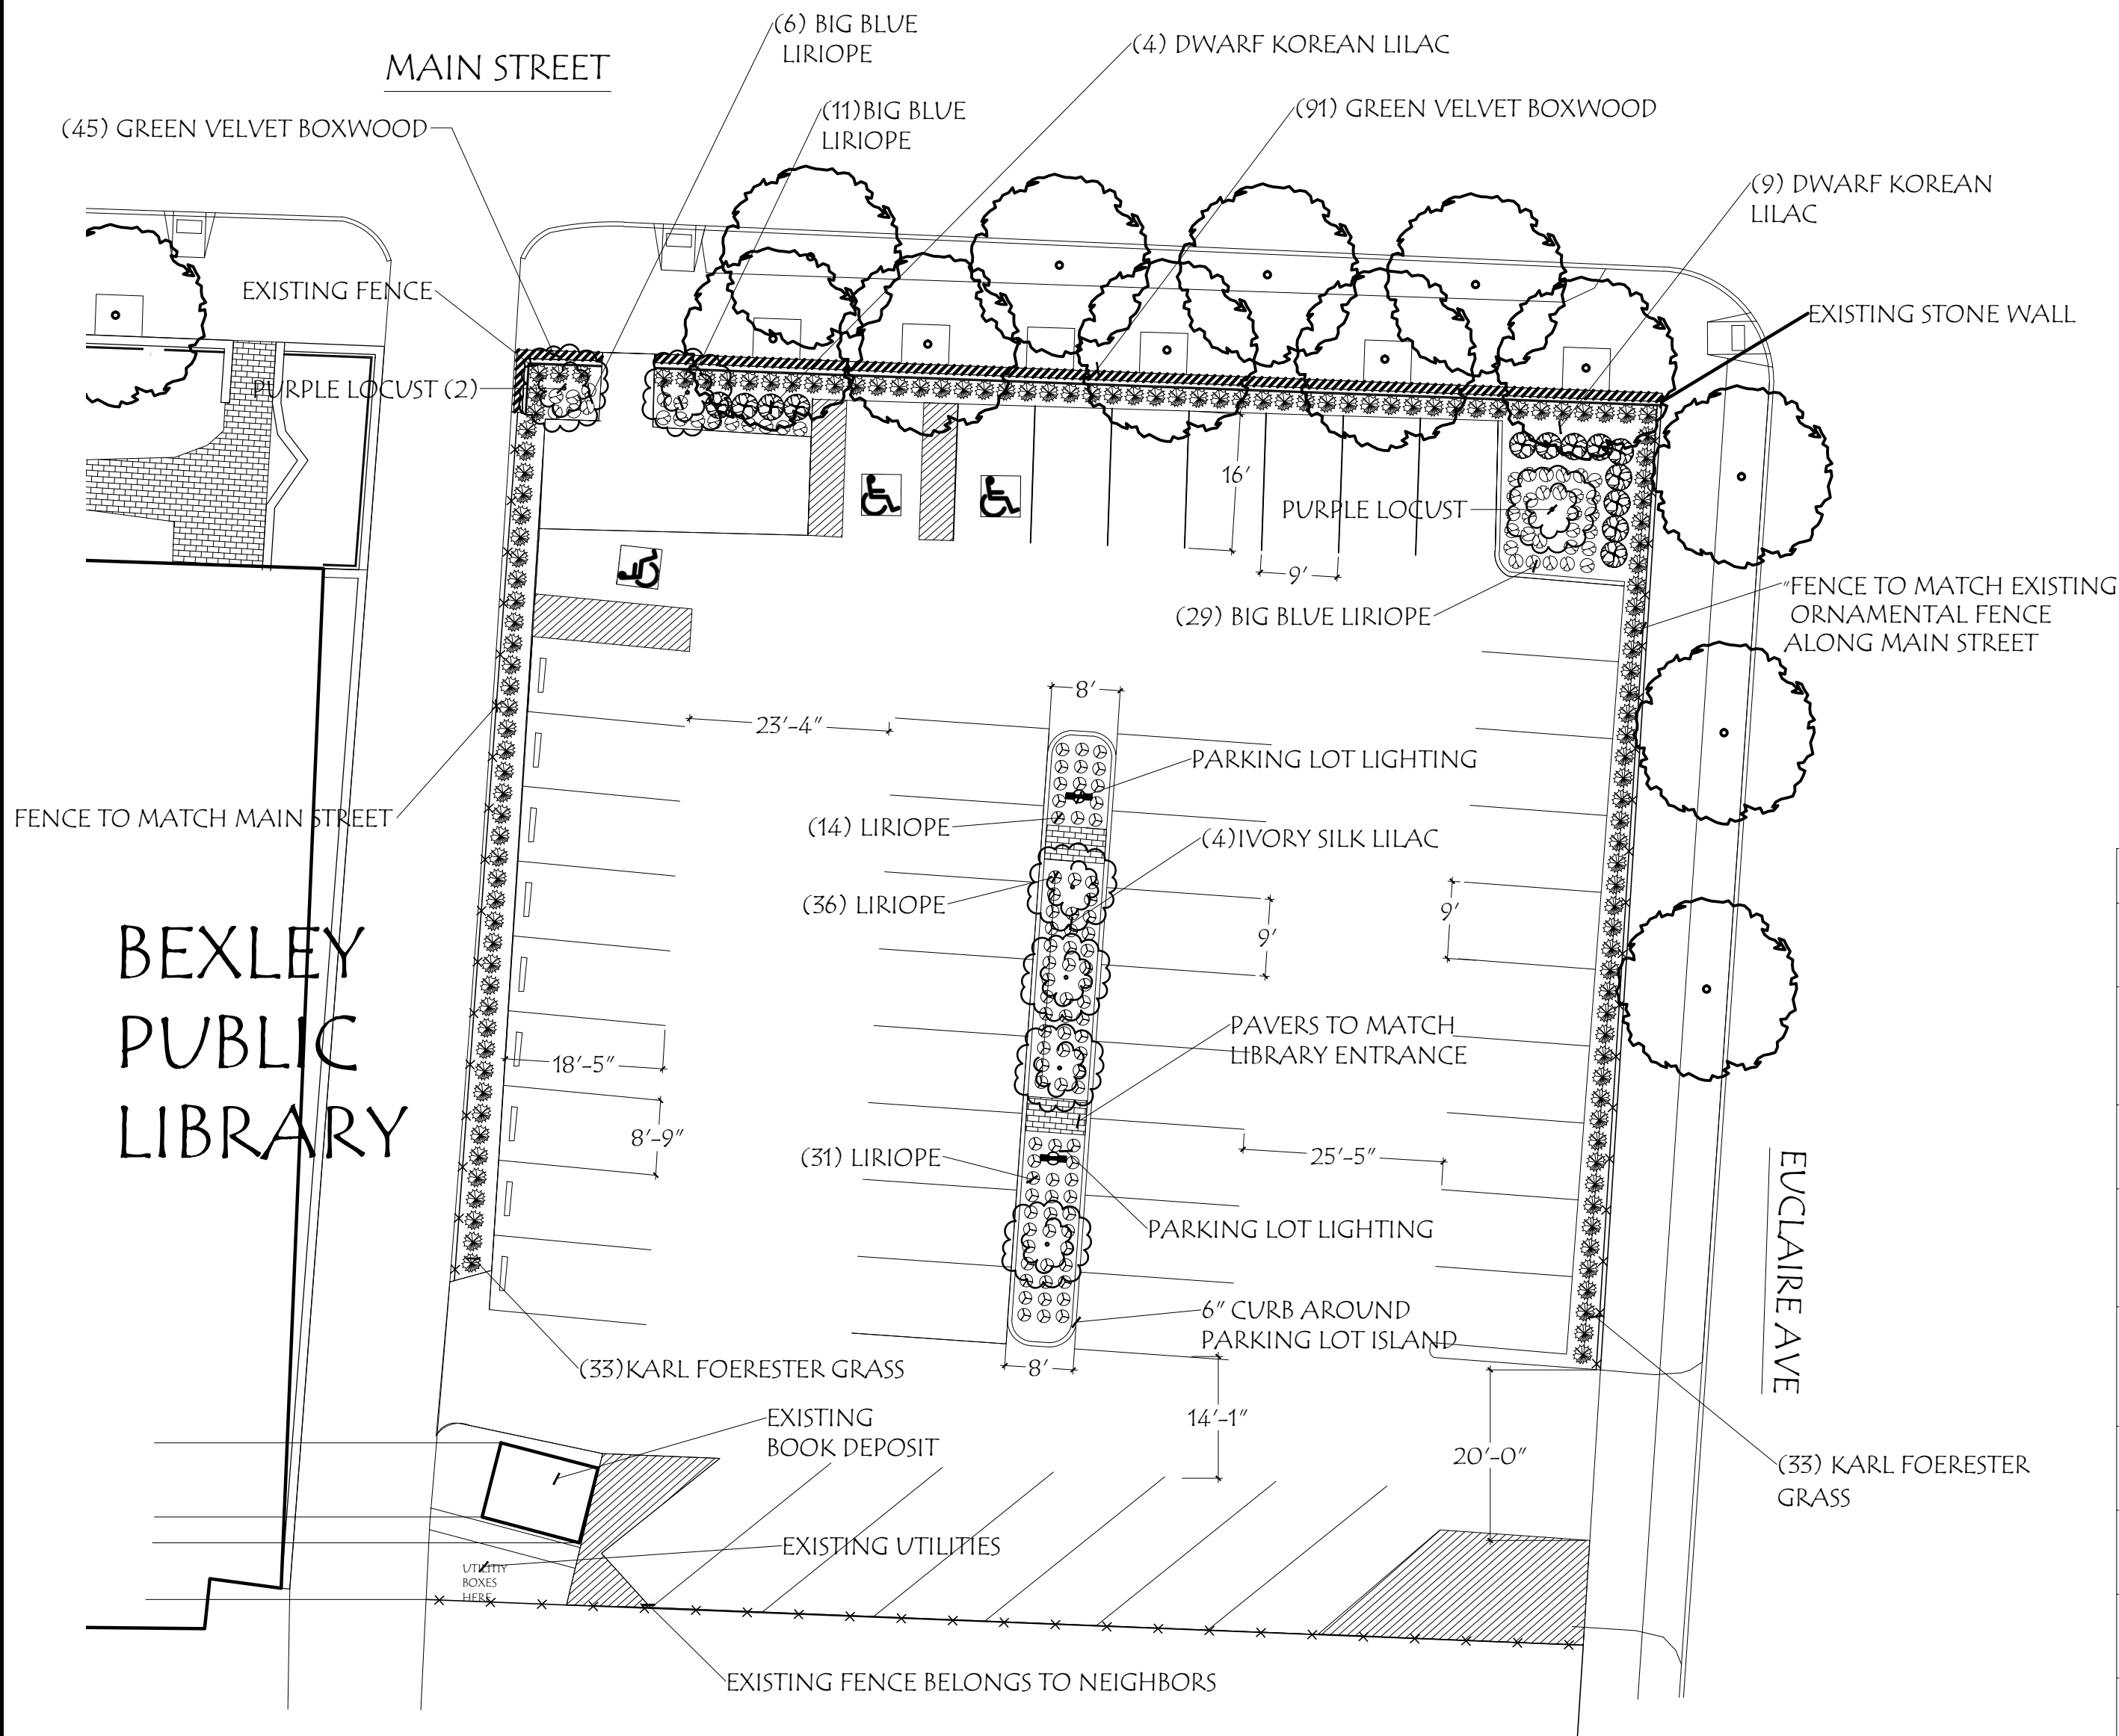 (6) BIG BLUE
LIRIOPE
MAIN STREET
(4) DWARF KOREAN LILAC
(11)BIG BLUE
LIRIOPE
(91) GREEN VELVET BOXWOOD
(45) GREEN VELVET BOXWOOD
(9) DWARF KOREAN
LILAC
EXISTING FENCE
EXISTING STONE WALL
PURPLE LOCUST (2)
16'
PURPLE LOCUST
9'
"FENCE TO MATCH EXISTING
ORNAMENTAL FENCE
ALONG MAIN STREET
(29) BIG BLUE LIRIOPE
8'
23'-4"
PARKING LOT LIGHTING
FENCE TO MATCH MAIN STREET
(14) LIRIOPE
(4)IVORY SILK LILAC
(36) LIRIOPE
9'
9'
BEXLEY
PUBLIC
LIBRARY
PAVERS TO MATCH
LIBRARY ENTRANCE
18'-5"
8'-9"
(31) LIRIOPE
25'-5"
EUCLAIRE AVE
PARKING LOT LIGHTING
6" CURB AROUND
PARKING LOT ISLAND
(33)KARL FOERESTER GRASS
8'
14'-1"
EXISTING
BOOK DEPOSIT
20'-0"
(33) KARL FOERESTER
GRASS
EXISTING UTILITIES
UTILITIY
BOXES
HERE
EXISTING FENCE BELONGS TO NEIGHBORS